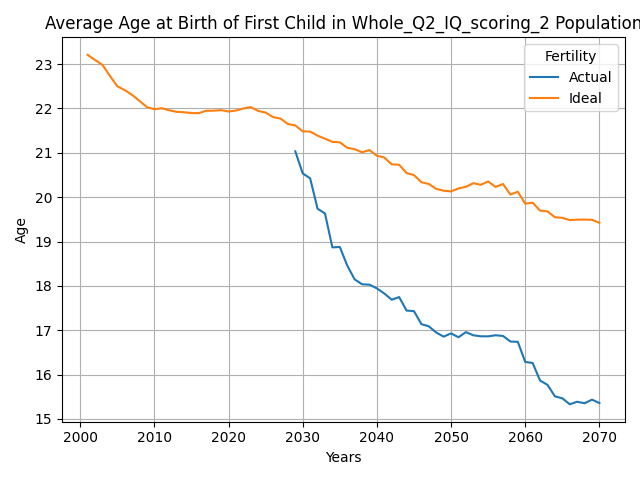 Average Age at Birth of First Child in Whole_Q2_IQ_scoring_2 Population
Fertility
Actual
Ideal
Age
23
22
21
20
19
18
17
16
15
2000 2010 2020 2030 2040 2050 2060 2070
Years